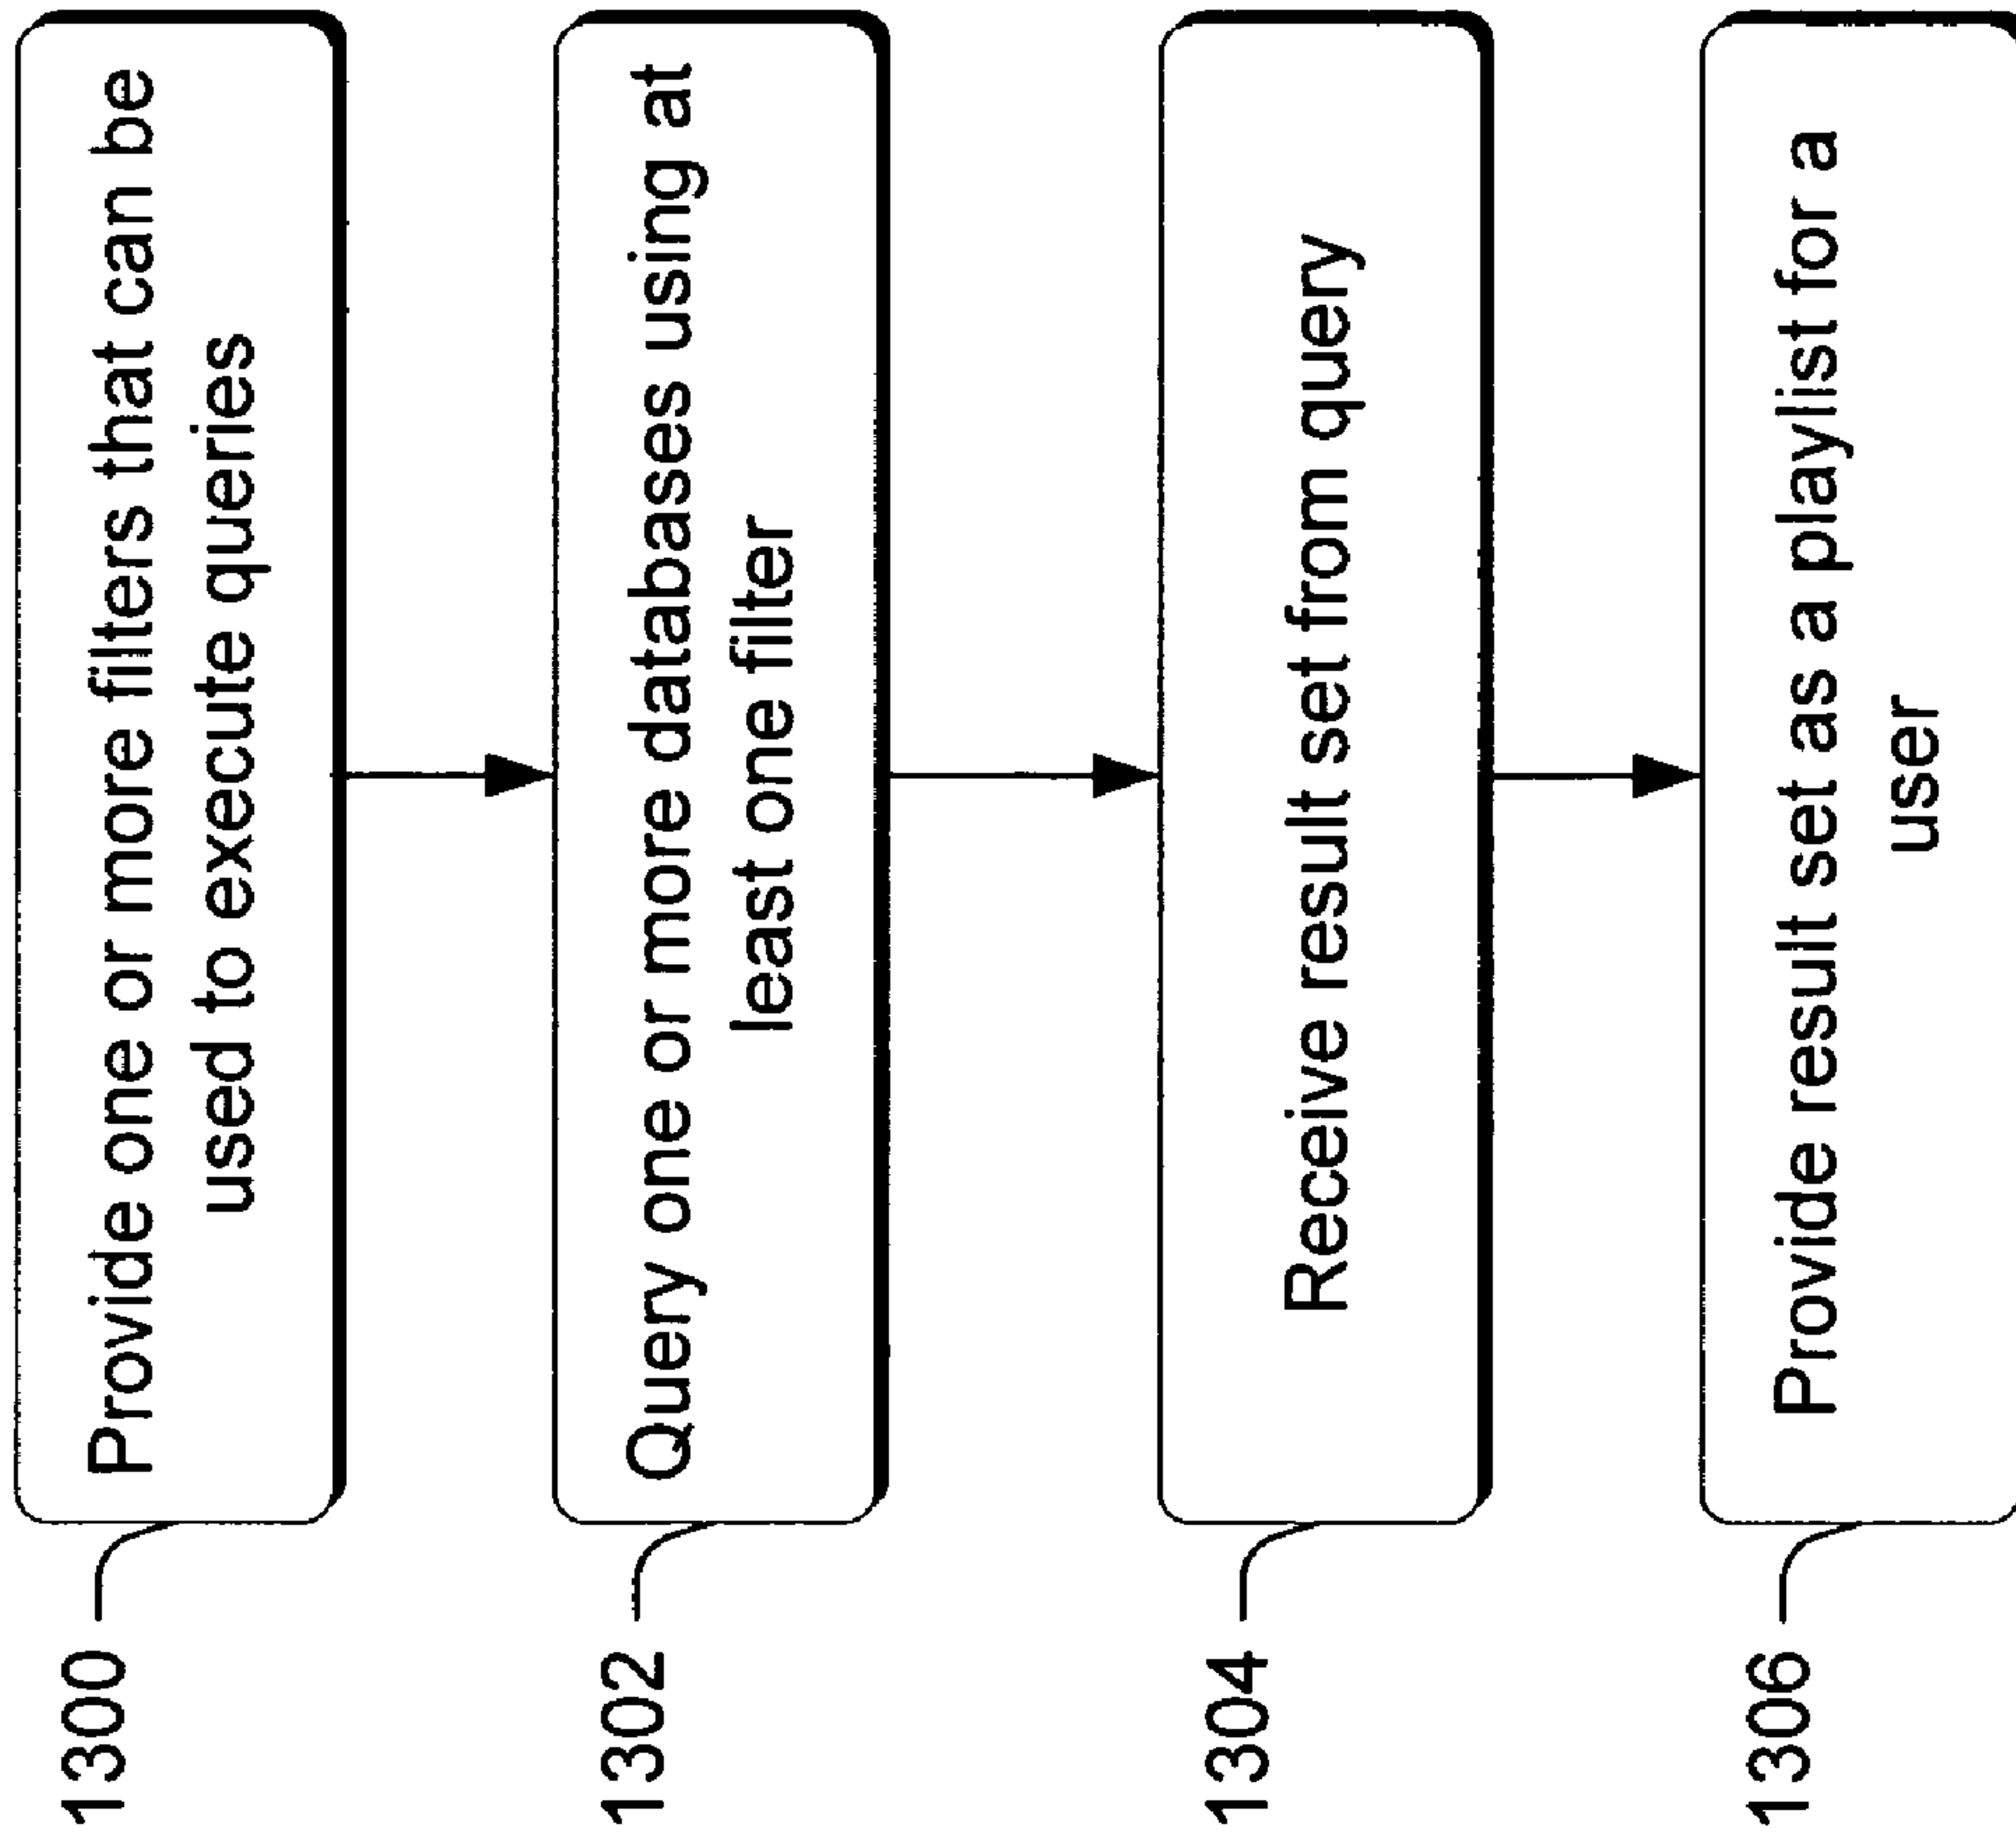 1300
Provide one or more filters that can be
used to execute queries
1302
Query one or more databases using at
least one filter
1304
Receive result set from query
1306
Provide result set as a playlist for a
user